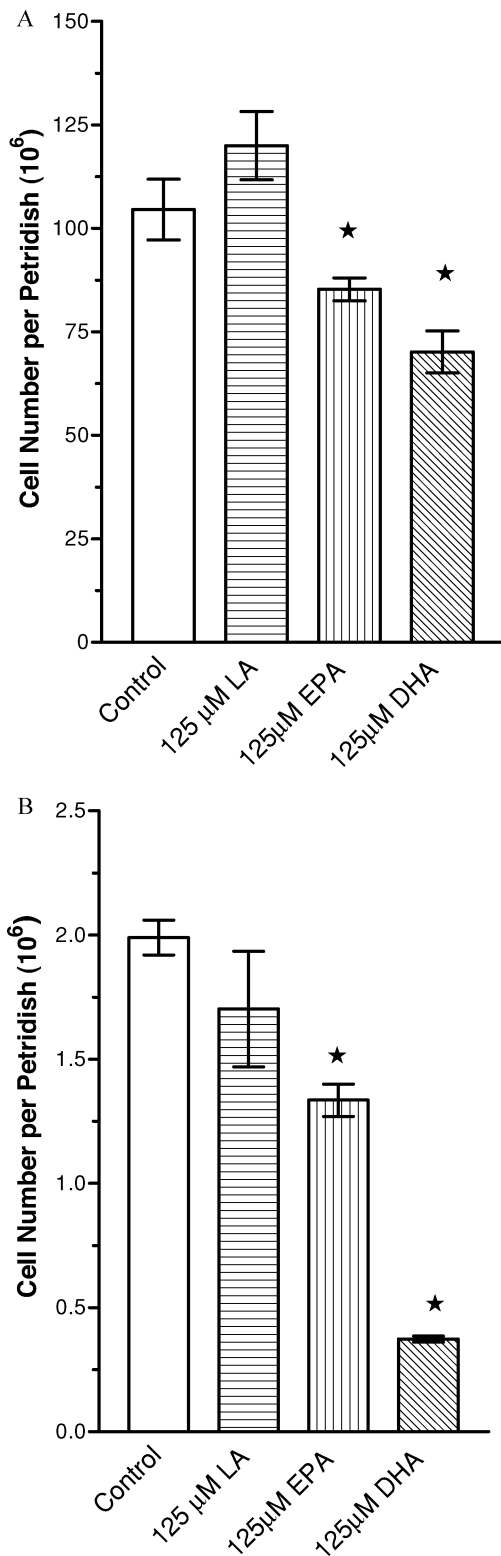 A
150
125
100
75
50
25
0
Cell Number per Petridish (10⁶)
Control
125 µM LA
125µM EPA
125µM DHA
B
2.5
2.0
1.5
1.0
0.5
0.0
Cell Number per Petridish (10⁶)
Control
125 µM LA
125µM EPA
125µM DHA